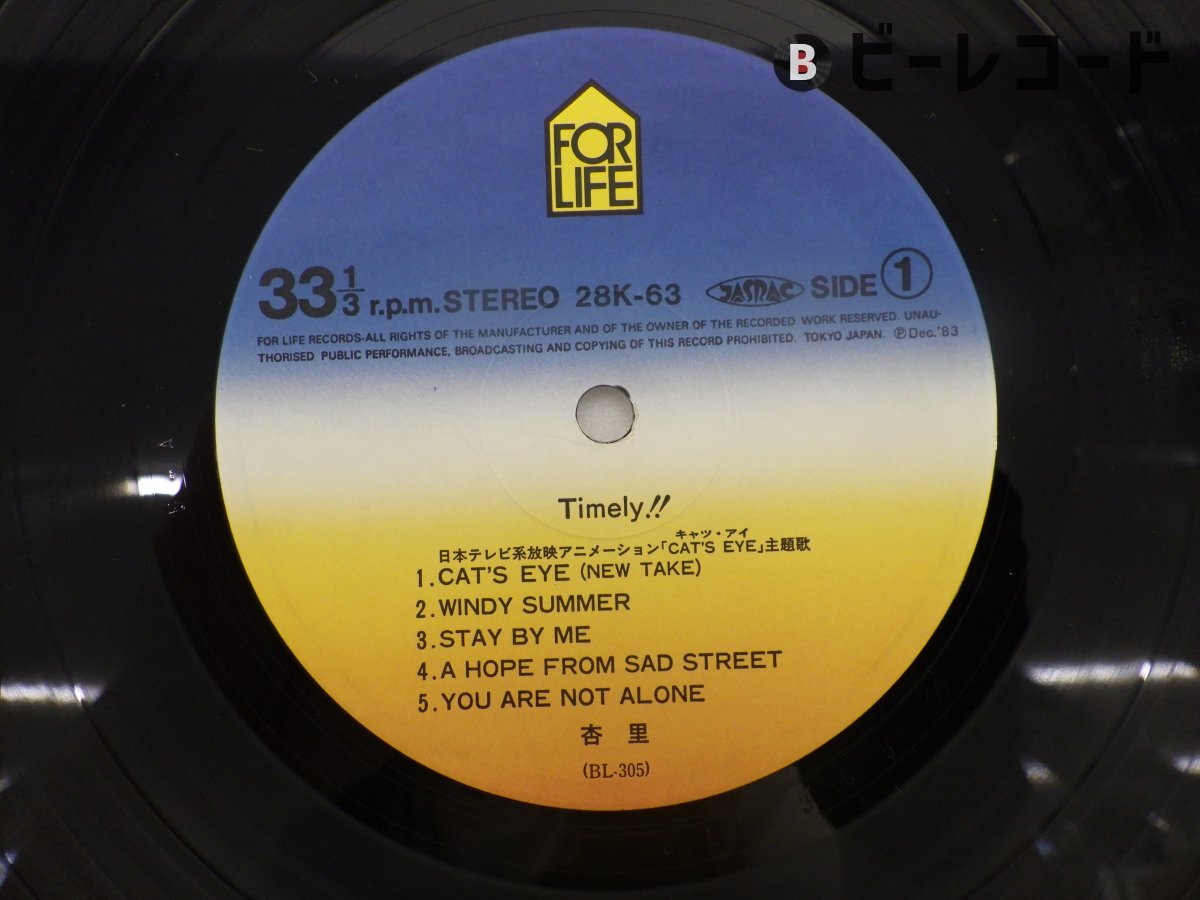 B ビーレコード
FOR
LIFE
33 1/3 r.p.m. STEREO 28K-63 JASRAC SIDE 1
FOR LIFE RECORDS-ALL RIGHTS OF THE MANUFACTURER AND OF THE OWNER OF THE RECORDED WORK RESERVED. UNAU-
THORISED PUBLIC PERFORMANCE, BROADCASTING AND COPYING OF THIS RECORD PROHIBITED. TOKYO JAPAN. ℗Dec.'83
Timely!!
キャッツ・アイ
日本テレビ系放映アニメーション「CAT'S EYE」主題歌
1.CAT'S EYE (NEW TAKE)
2.WINDY SUMMER
3.STAY BY ME
4.A HOPE FROM SAD STREET
5.YOU ARE NOT ALONE
杏里
(BL-305)